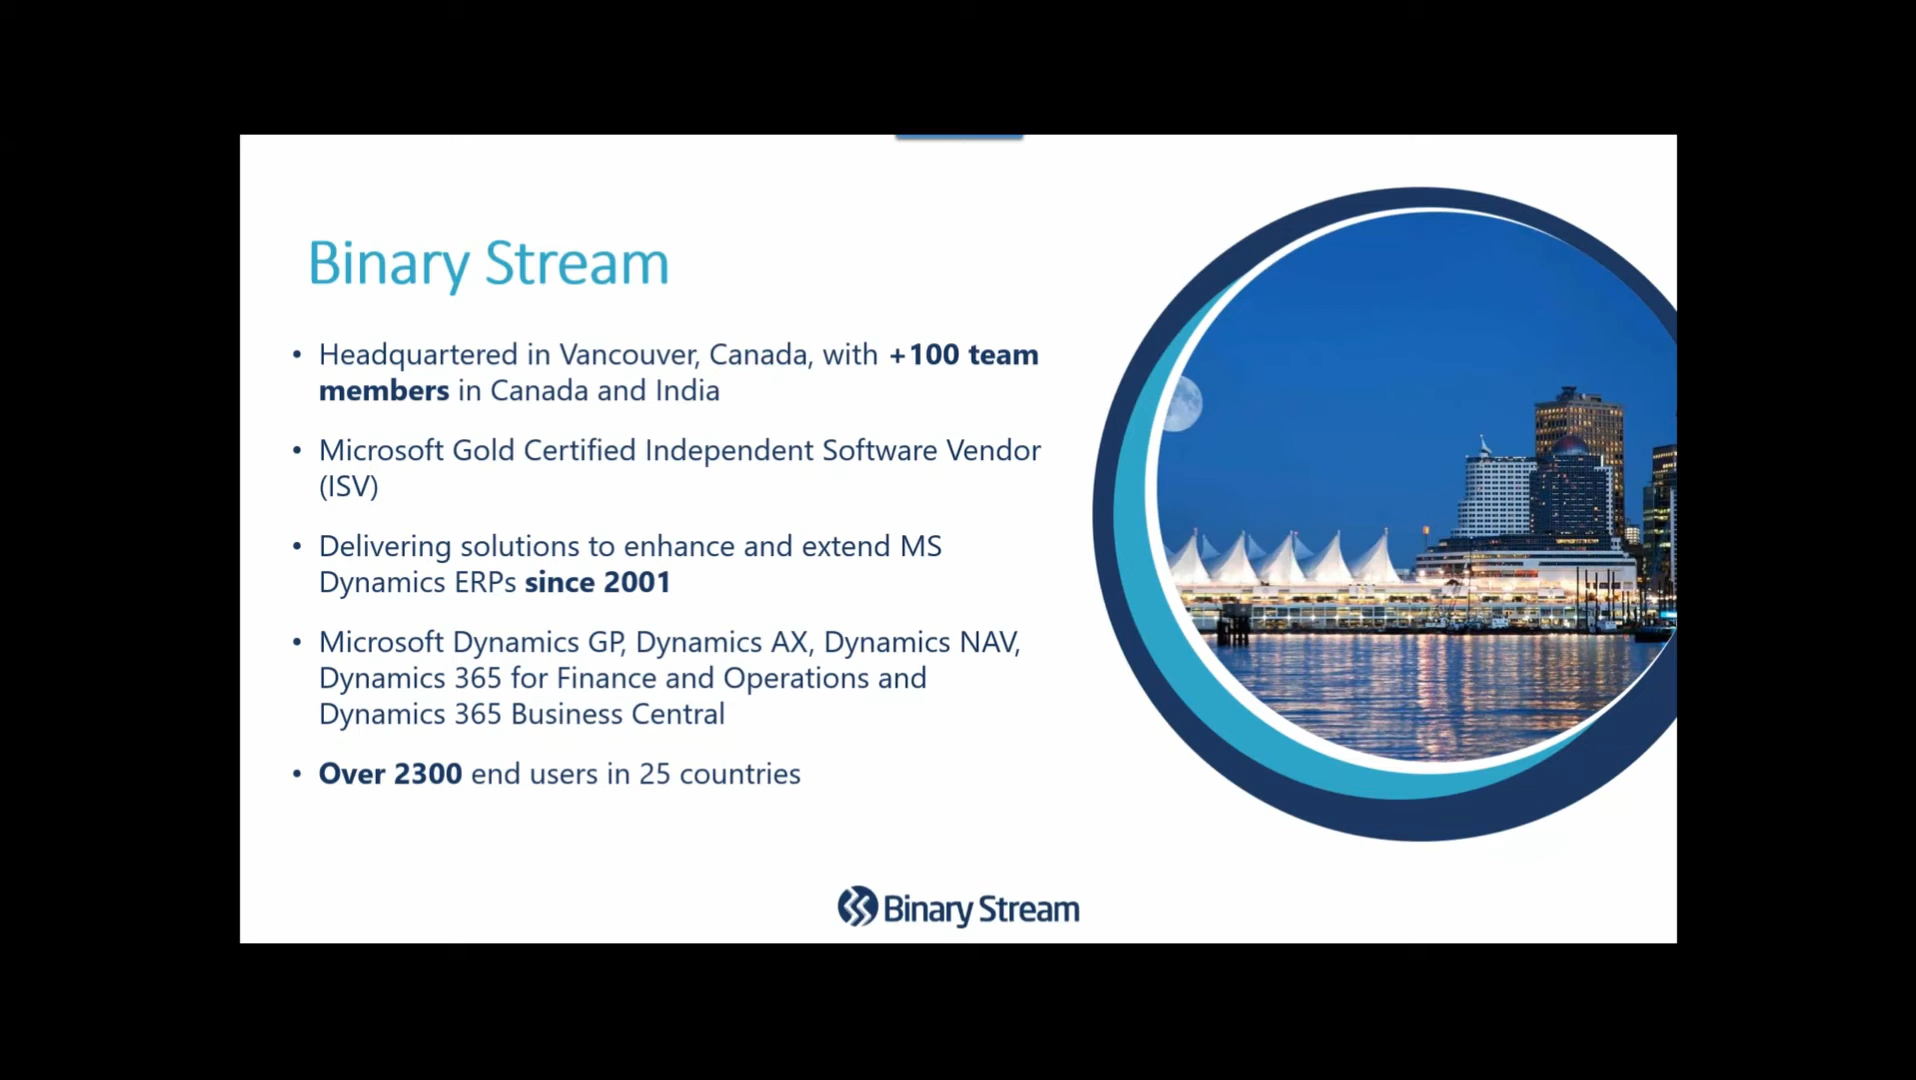 Binary Stream
• Headquartered in Vancouver, Canada, with +100 team
members in Canada and India
• Microsoft Gold Certified Independent Software Vendor
(ISV)
• Delivering solutions to enhance and extend MS
Dynamics ERPs since 2001
• Microsoft Dynamics GP, Dynamics AX, Dynamics NAV,
Dynamics 365 for Finance and Operations and
Dynamics 365 Business Central
• Over 2300 end users in 25 countries
Binary Stream